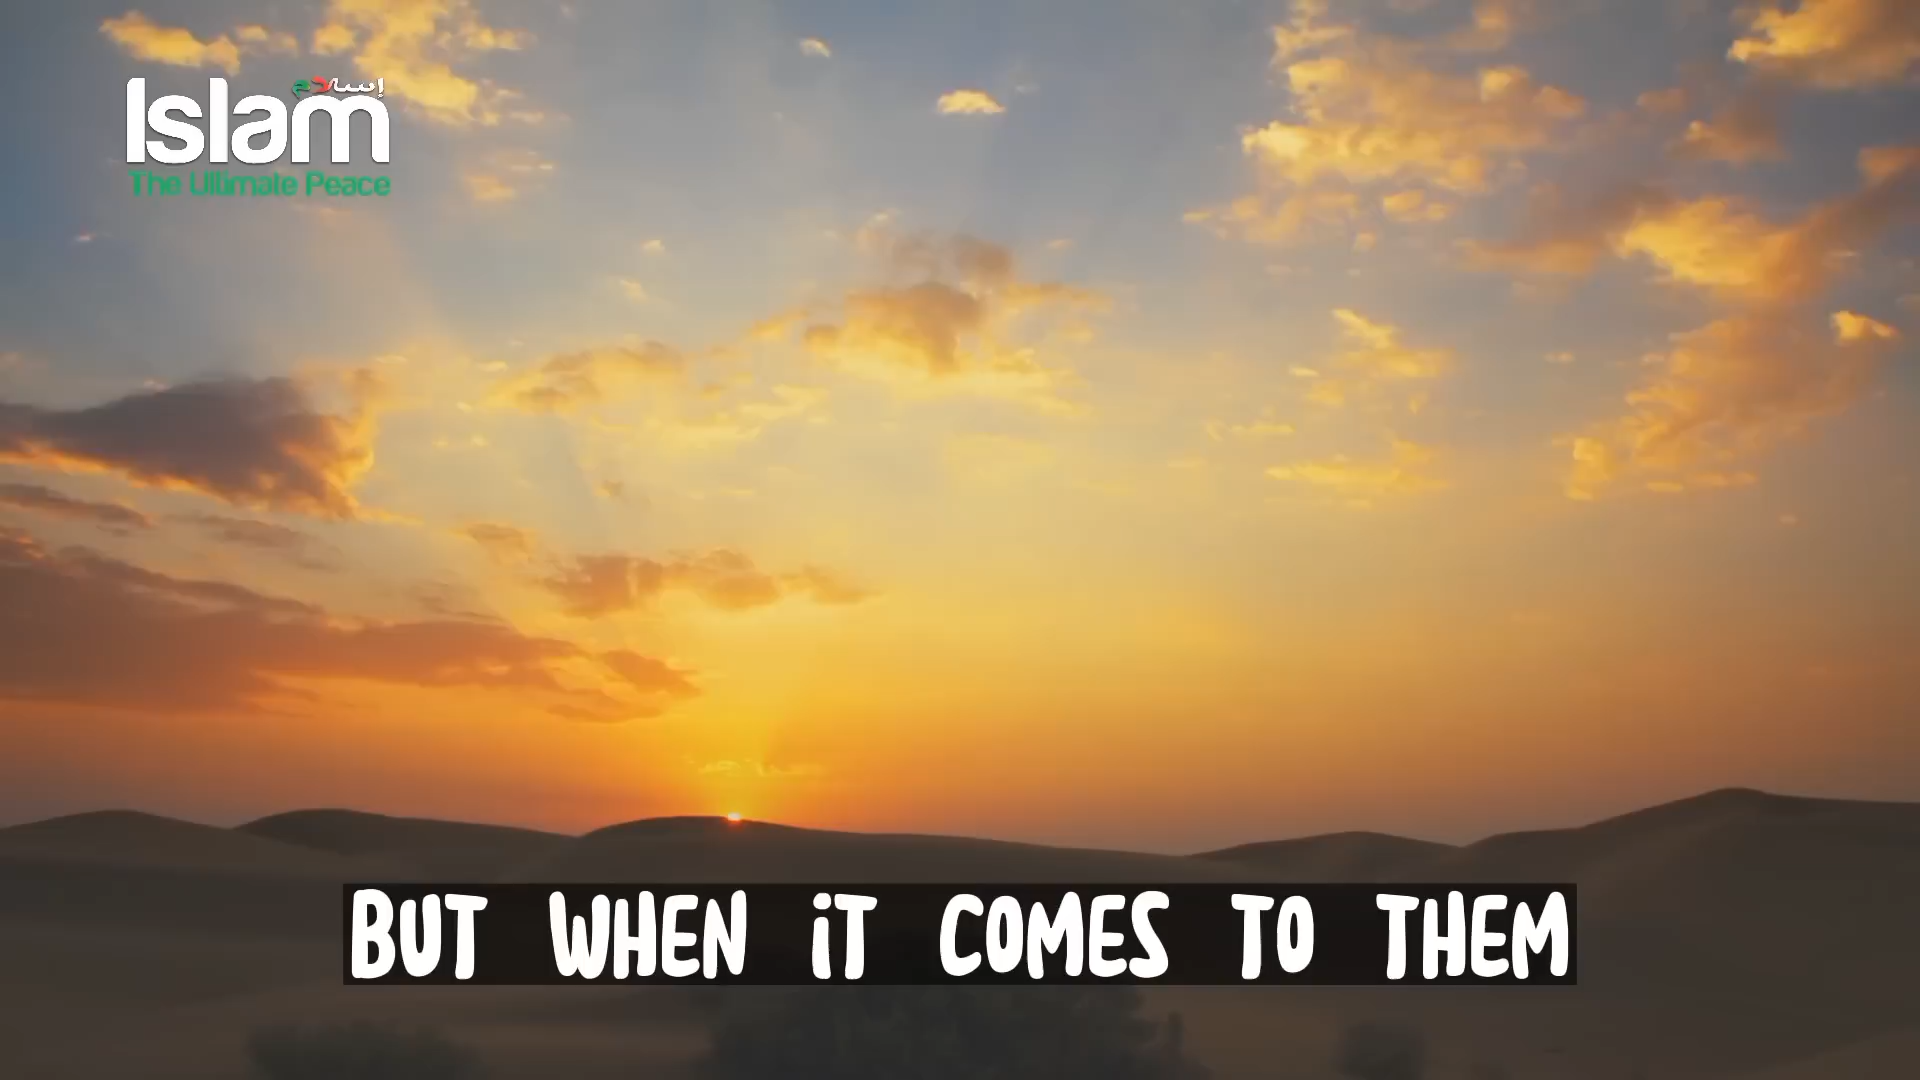 إسلام
Islam
The Ultimate Peace
BUT WHEN iT COMES TO THEM